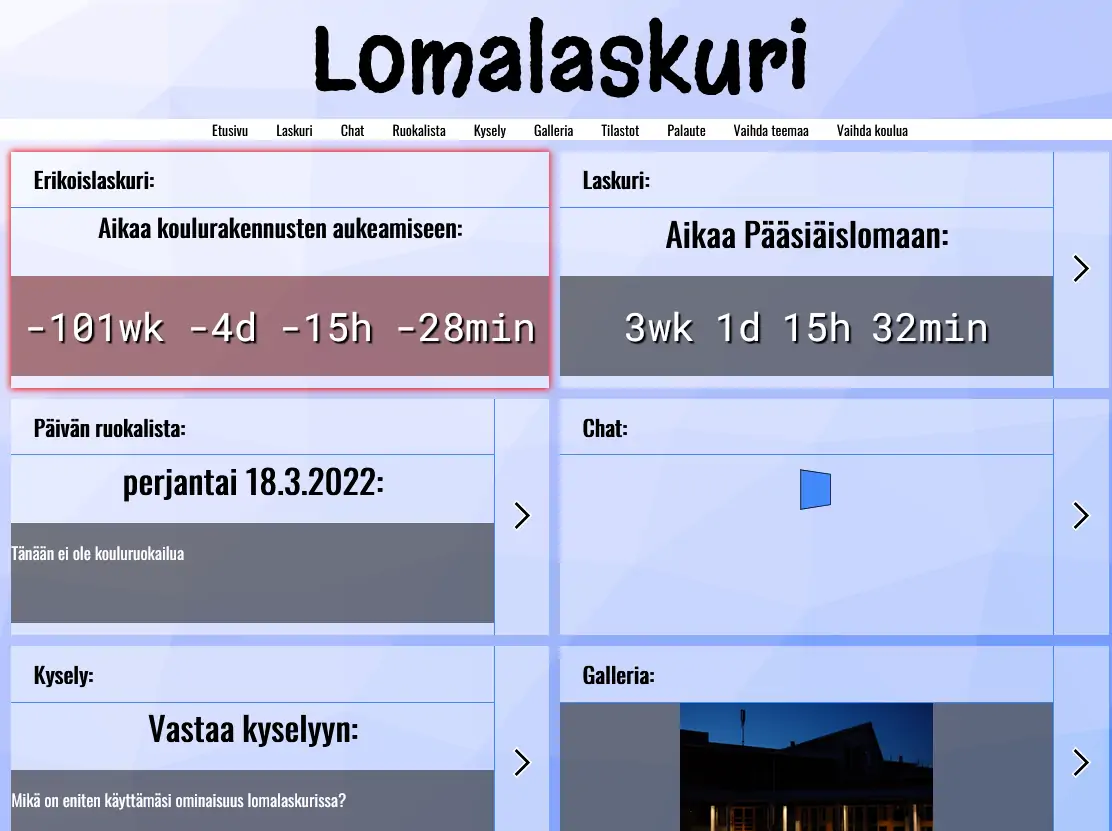 Lomalaskuri
Etusivu Laskuri Chat Ruokalista Kysely Galleria Tilastot Palaute Vaihda teemaa Vaihda koulua
Erikoislaskuri:
Aikaa koulurakennusten aukeamiseen:
-101wk -4d -15h -28min
Laskuri:
Aikaa Pääsiäislomaan:
3wk 1d 15h 32min
Päivän ruokalista:
perjantai 18.3.2022:
Tänään ei ole kouluruokailua
Chat:
Kysely:
Vastaa kyselyyn:
Mikä on eniten käyttämäsi ominaisuus lomalaskurissa?
Galleria: